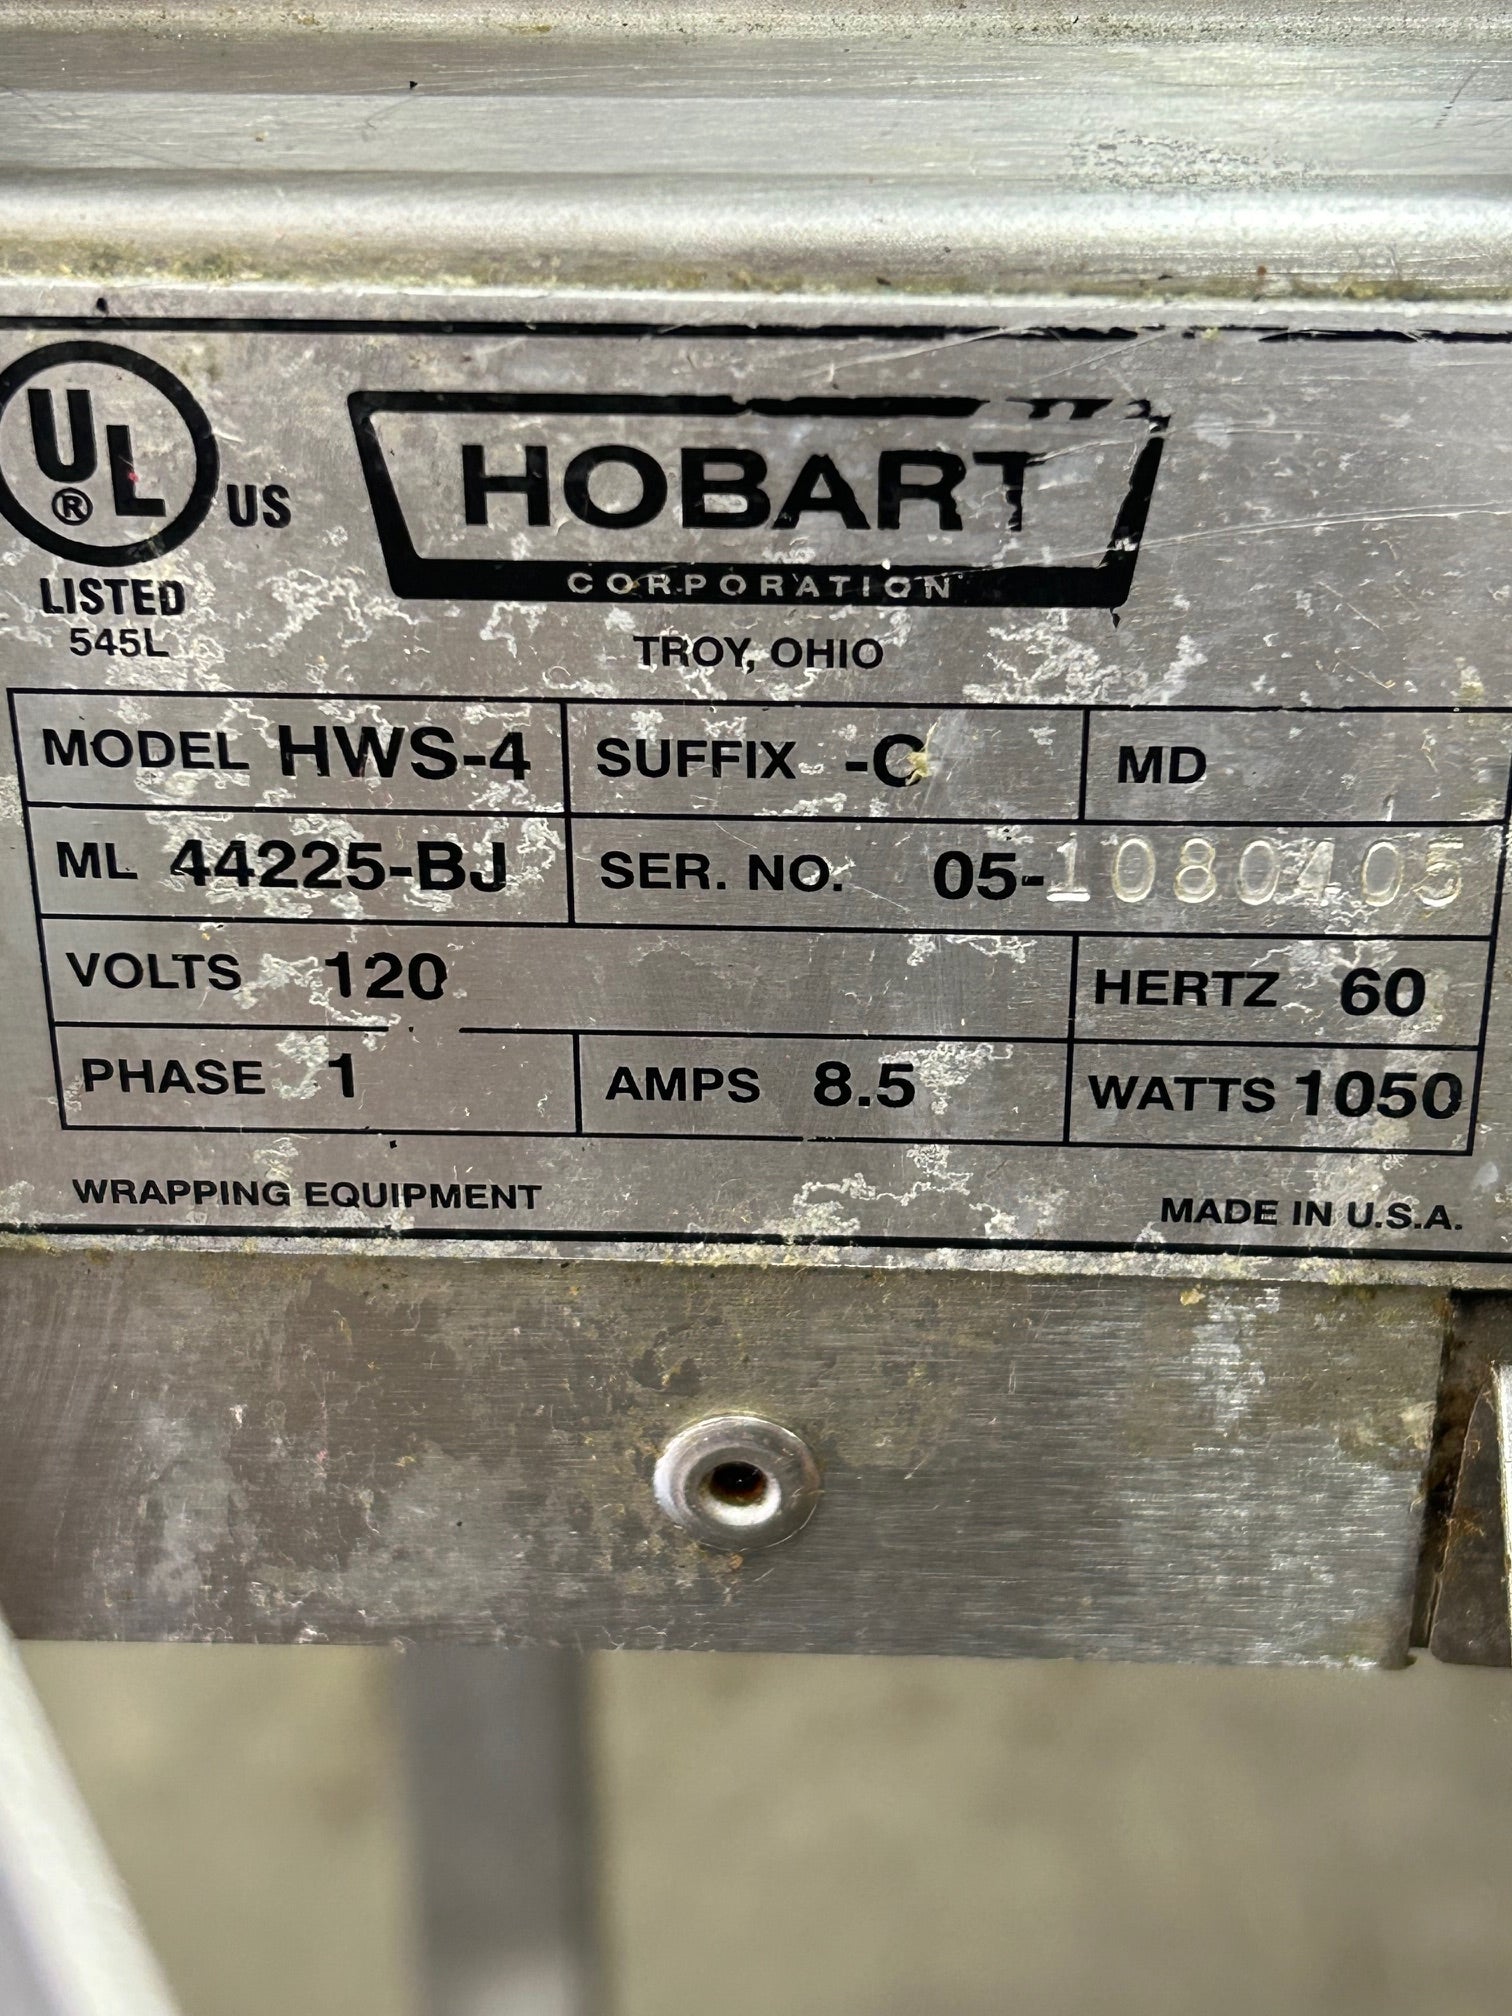 UL
®
US
LISTED
545L
HOBART
CORPORATION
TROY, OHIO
MODEL HWS-4 SUFFIX -C MD
ML 44225-BJ SER. NO. 05-1080405
VOLTS 120 HERTZ 60
PHASE 1 AMPS 8.5 WATTS 1050
WRAPPING EQUIPMENT MADE IN U.S.A.